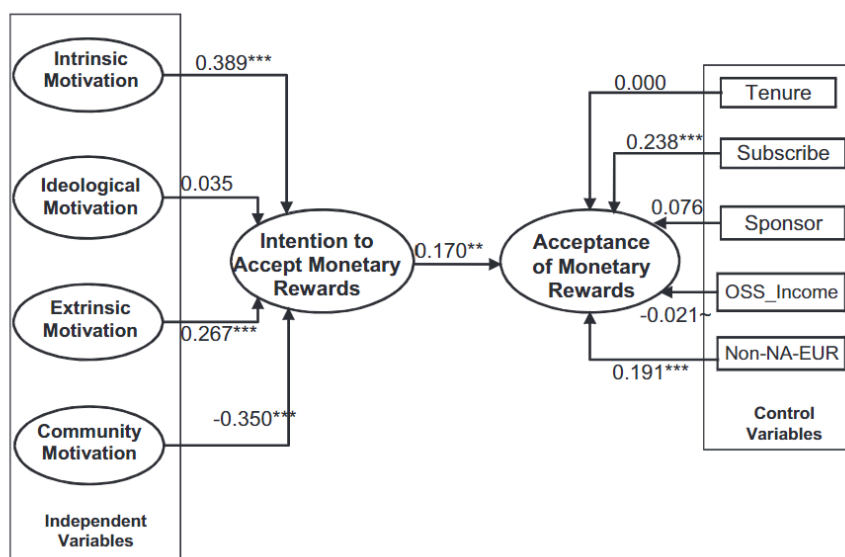 Intrinsic
Motivation
0.389***
Ideological
Motivation
0.035
Extrinsic
Motivation
0.267***
Community
Motivation
-0.350***
Independent
Variables
Intention to
Accept Monetary
Rewards
0.170**
Acceptance
of Monetary
Rewards
0.000
Tenure
0.238***
Subscribe
0.076
Sponsor
-0.021~
OSS_Income
0.191***
Non-NA-EUR
Control
Variables